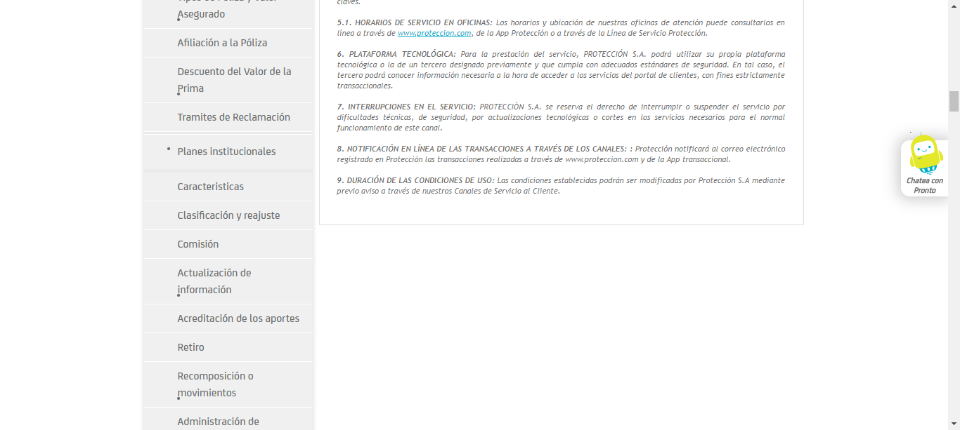 Asegurado
Afiliación a la Póliza
Descuento del Valor de la
Prima
Tramites de Reclamación
Planes institucionales
Caracteristicas
Clasificación y reajuste
Comisión
Actualización de
información
Acreditación de los aportes
Retiro
Recomposición o
movimientos
Administración de
claves.
5.1. HORARIOS DE SERVICIO EN OFICINAS: Los horarios y ubicación de nuestras oficinas de atención puede consultarlos en
línea a través de www.proteccion.com, de la App Protección o a través de la Línea de Servicio Protección.
6. PLATAFORMA TECNOLÓGICA: Para la prestación del servicio, PROTECCIÓN S.A. podrá utilizar su propia plataforma
tecnológica o la de un tercero designado previamente y que cumpla con adecuados estándares de seguridad. En tal caso, el
tercero podrá conocer información necesaria a la hora de acceder a los servicios del portal de clientes, con fines estrictamente
transaccionales.
7. INTERRUPCIONES EN EL SERVICIO: PROTECCIÓN S.A. se reserva el derecho de interrumpir o suspender el servicio por
dificultades técnicas, de seguridad, por actualizaciones tecnológicas o cortes en los servicios necesarios para el normal
funcionamiento de este canal.
8. NOTIFICACIÓN EN LÍNEA DE LAS TRANSACCIONES A TRAVÉS DE LOS CANALES: : Protección notificará al correo electrónico
registrado en Protección las transacciones realizadas a través de www.proteccion.com y de la App transaccional.
9. DURACIÓN DE LAS CONDICIONES DE USO: Las condiciones establecidas podrán ser modificadas por Protección S.A mediante
previo aviso a través de nuestros Canales de Servicio al Cliente.
Chatea con
Pronto